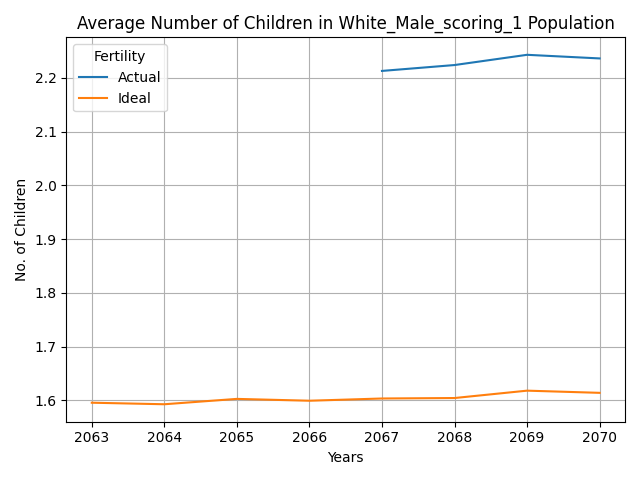 Average Number of Children in White_Male_scoring_1 Population
Fertility
Actual
Ideal
No. of Children
2.2
2.1
2.0
1.9
1.8
1.7
1.6
2063 2064 2065 2066 2067 2068 2069 2070
Years